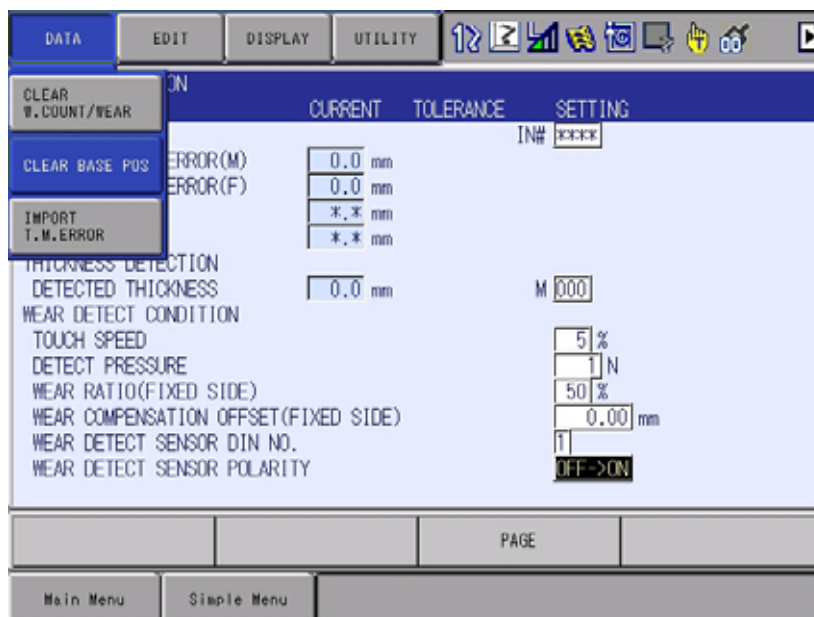 DATA EDIT DISPLAY UTILITY
CLEAR
W.COUNT/WEAR
CLEAR BASE POS
IMPORT
T.M.ERROR
ON
CURRENT TOLERANCE SETTING
IN# ****
ERROR(M) 0.0 mm
ERROR(F) 0.0 mm
*.* mm
*.* mm
THICKNESS DETECTION
DETECTED THICKNESS 0.0 mm M 000
WEAR DETECT CONDITION
TOUCH SPEED 5 %
DETECT PRESSURE 1 N
WEAR RATIO(FIXED SIDE) 50 %
WEAR COMPENSATION OFFSET(FIXED SIDE) 0.00 mm
WEAR DETECT SENSOR DIN NO. 1
WEAR DETECT SENSOR POLARITY OFF->ON
PAGE
Main Menu Simple Menu